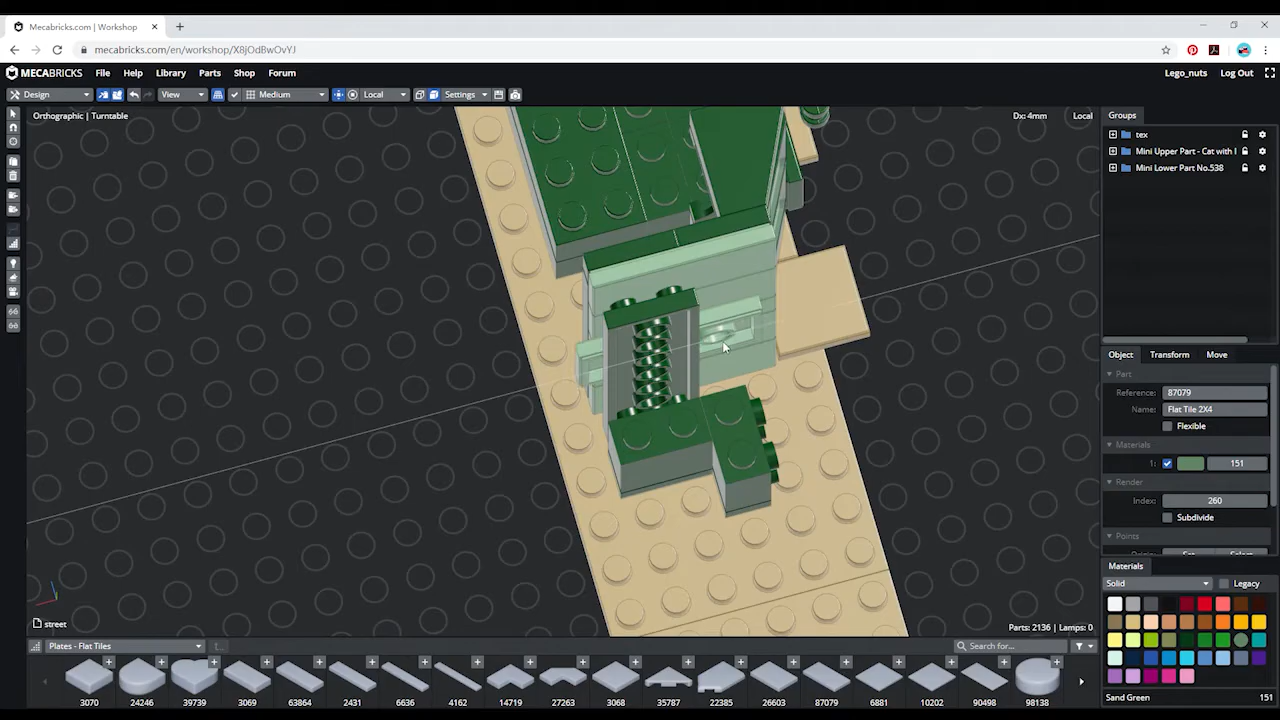 Mecabricks.com | Workshop
mecabricks.com/en/workshop/X8jOdBwOvYJ
MECABRICKS File Help Library Parts Shop Forum Lego_nuts Log Out
Design View Medium Local Settings
Orthographic | Turntable Dx: 4mm Local
Groups
tex
Mini Upper Part - Cat with
Mini Lower Part No.538
Object Transform Move
Part
Reference: 87079
Name: Flat Tile 2X4
Flexible
Materials
1: 151
Render
Index: 260
Subdivide
Points
Materials
Solid Legacy
street Parts: 2136 | Lamps: 0
Plates - Flat Tiles Search for...
3070 24246 39739 3069 63864 2431 6636 4162 14719 27263 3068 35787 22385 26603 87079 6881 10202 90498 98138
Sand Green 151